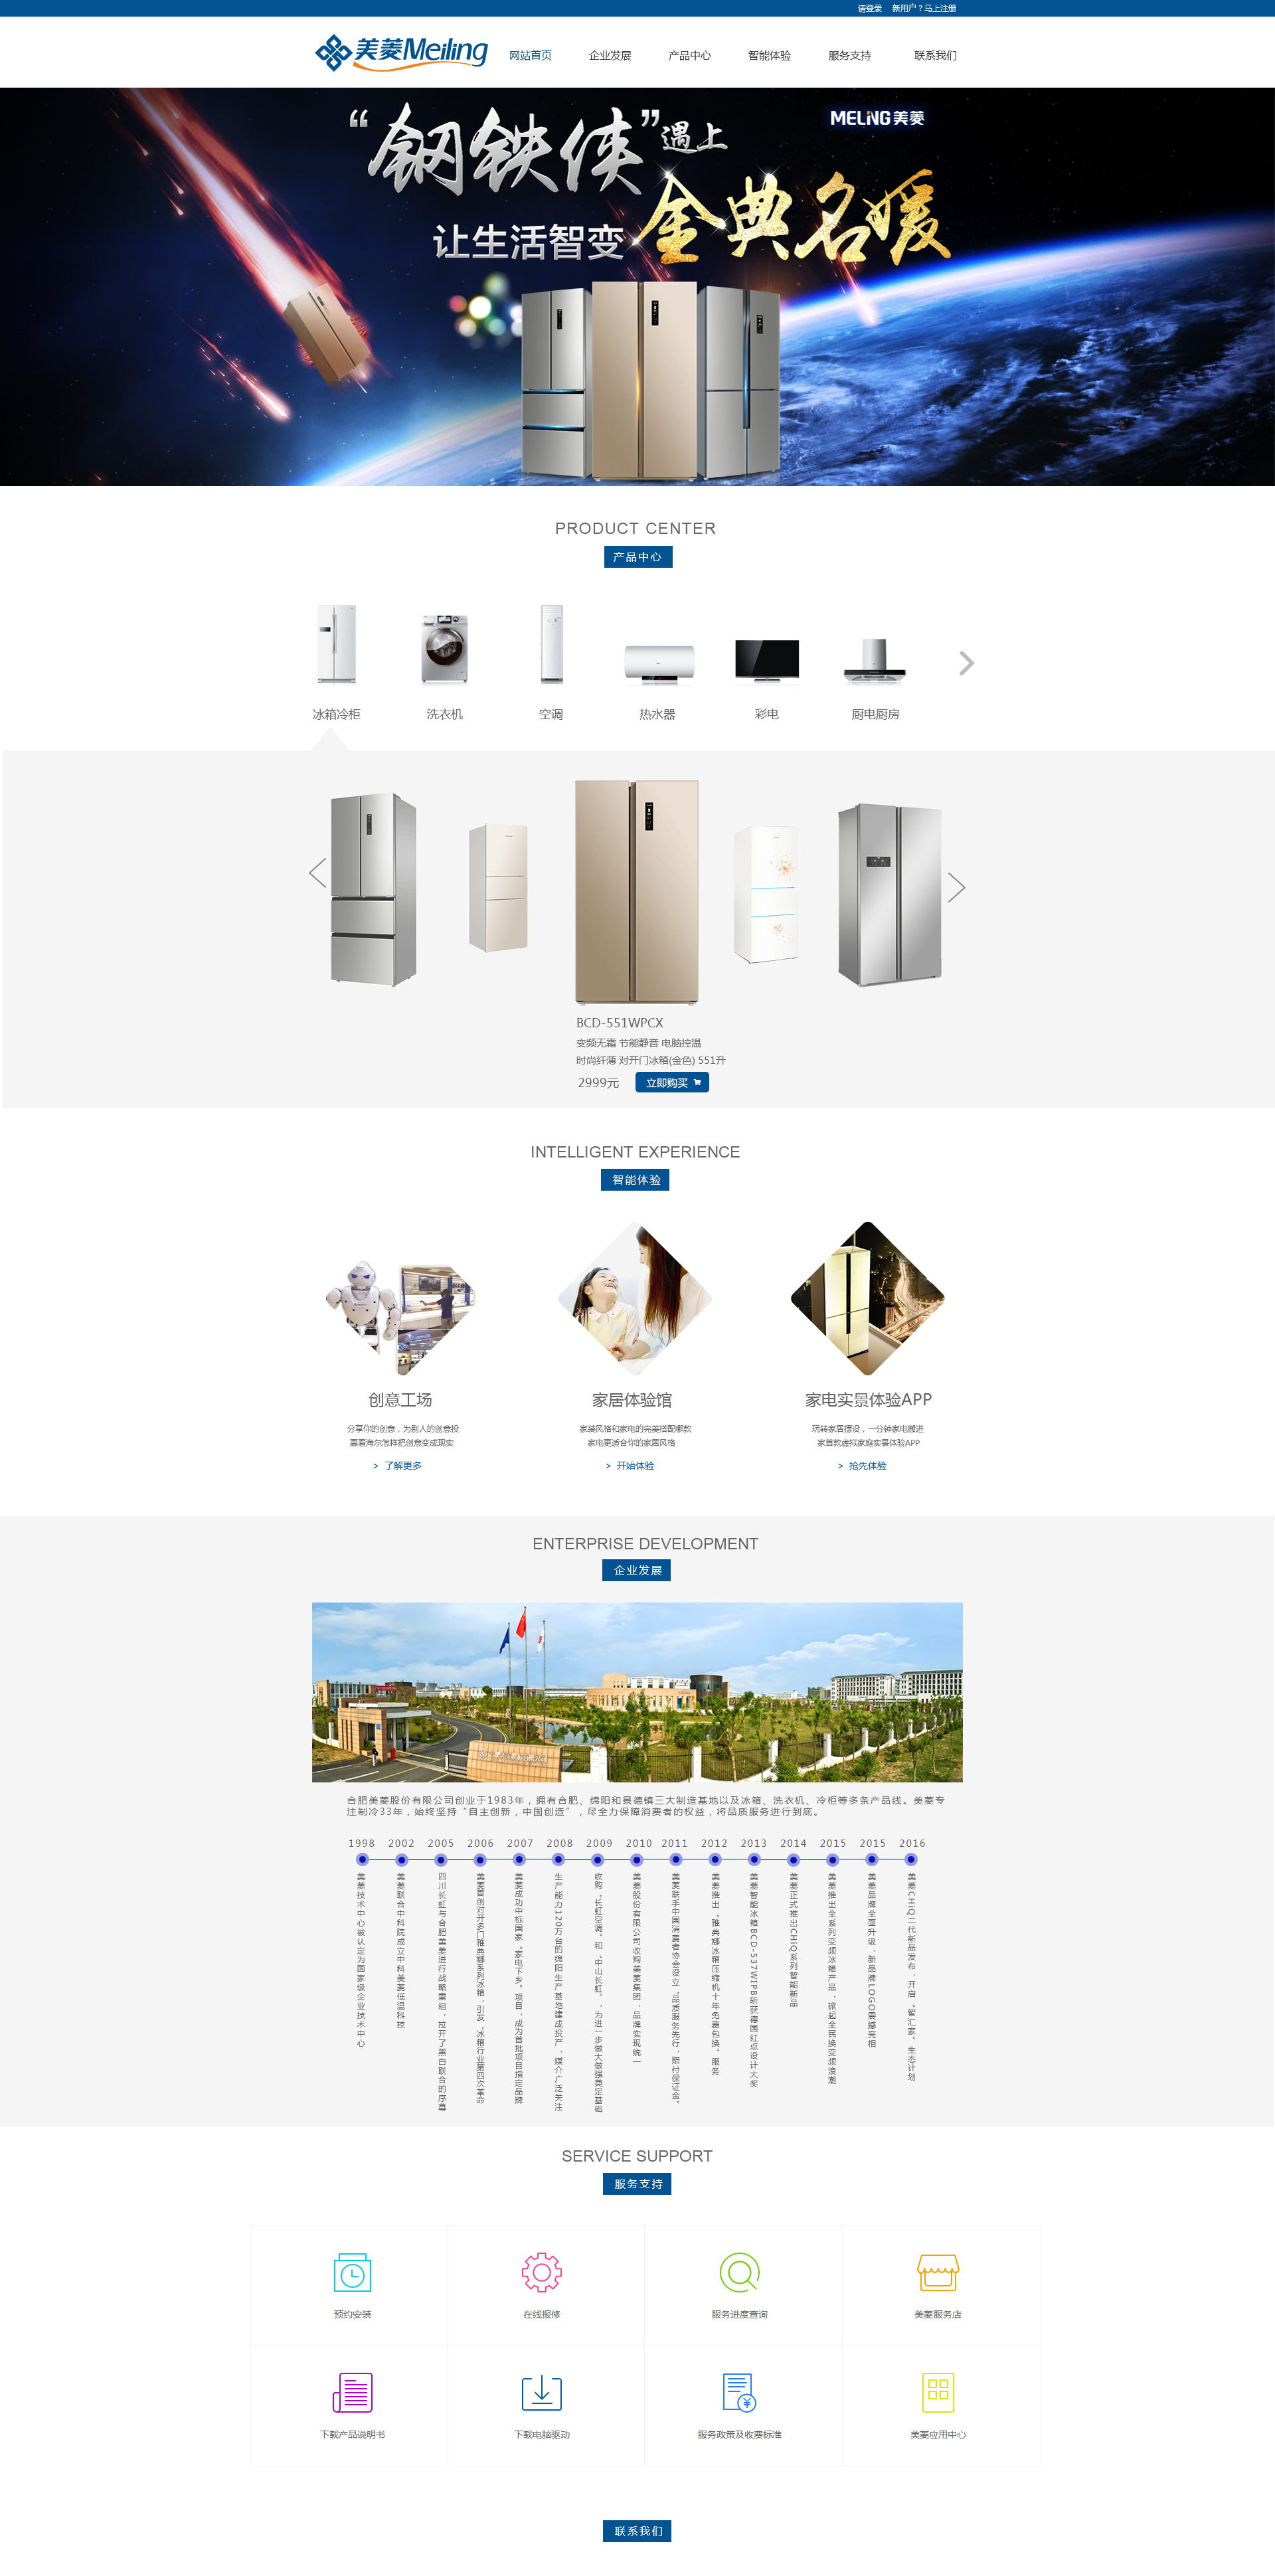 请登录 新用户？马上注册
美菱Meiling 网站首页 企业发展 产品中心 智能体验 服务支持 联系我们
“钢铁侠”遇上
MELNG美菱
金典名媛
让生活智变
PRODUCT CENTER
产品中心
冰箱冷柜 洗衣机 空调 热水器 彩电 厨电厨房
BCD-551WPCX
变频无霜 节能静音 电脑控温
时尚纤薄 对开门冰箱(金色) 551升
2999元 立即购买
INTELLIGENT EXPERIENCE
智能体验
创意工场 家居体验馆 家电实景体验APP
分享你的创意，为别人的创意投 家装风格和家电的完美搭配哪款 玩转家居摆设，一分钟家电搬进
票看海尔怎样把创意变成现实 家电更适合你的家居风格 家首款虚拟家庭实景体验APP
> 了解更多 > 开始体验 > 抢先体验
ENTERPRISE DEVELOPMENT
企业发展
合肥美菱股份有限公司创业于1983年，拥有合肥、绵阳和景德镇三大制造基地以及冰箱、洗衣机、冷柜等多条产品线。美菱专
注制冷33年，始终坚持“自主创新，中国创造”，尽全力保障消费者的权益，将品质服务进行到底。
1998 2002 2005 2006 2007 2008 2009 2010 2011 2012 2013 2014 2015 2015 2016
美菱技术中心被认定为国家级企业技术中心
美菱联合中科院成立中科美菱低温科技
四川长虹与合肥美菱进行战略重组，拉开了黑白联合的序幕
美菱首创对开多门雅典娜系列冰箱，引发“冰箱行业第四次革命
美菱成功中标国家“家电下乡”项目，成为首批项目指定品牌
生产能力120万台的绵阳生产基地建成投产，媒介广泛关注
收购“长虹空调”和“中山长虹”，为进一步做大做强奠定基础
美菱股份有限公司收购美菱集团，品牌实现统一
美菱联手中国消费者协会设立“品质服务先行，赔付保证金”
美菱推出“雅典娜冰箱压缩机十年免费包换”服务
美菱智能冰箱BCD-537WIPB斩获德国红点设计大奖
美菱正式推出CHiQ系列智能新品
美菱推出全系列变频冰箱产品，掀起全民换变频浪潮
美菱品牌全面升级，新品牌LOGO震撼亮相
美菱CHiQ二代新品发布，开启“智汇家”生态计划
SERVICE SUPPORT
服务支持
预约安装 在线报修 服务进度查询 美菱服务店
下载产品说明书 下载电脑驱动 服务政策及收费标准 美菱应用中心
联系我们